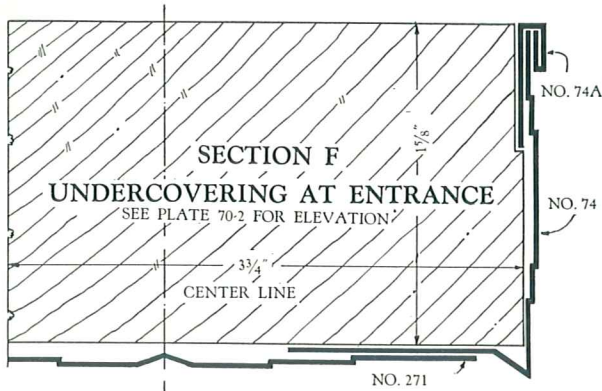 NO. 74A
1⅝"
SECTION F
UNDERCOVERING AT ENTRANCE
SEE PLATE 70-2 FOR ELEVATION
NO. 74
3¾"
CENTER LINE
NO. 271